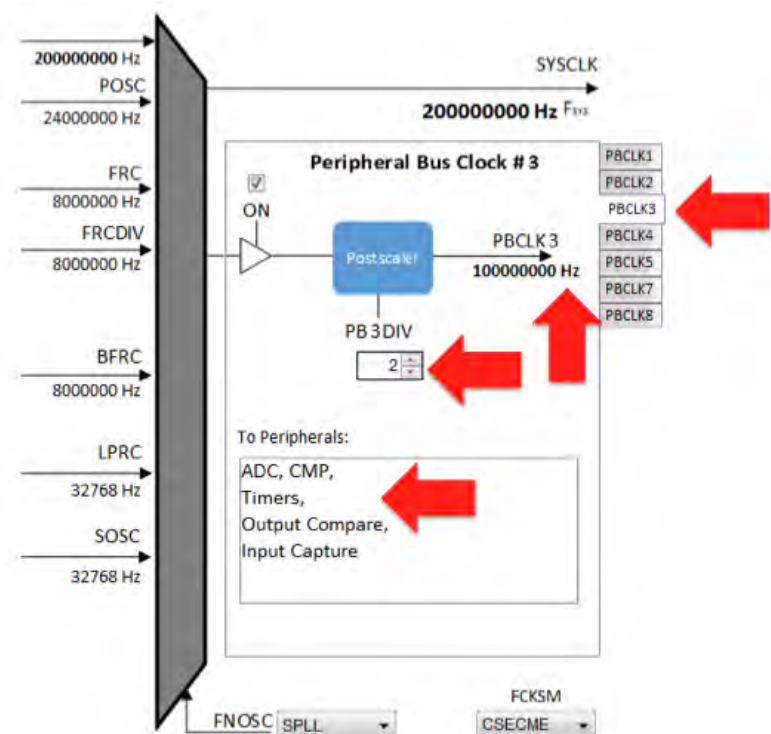 200000000 Hz
POSC
24000000 Hz
FRC
8000000 Hz
FRCDIV
8000000 Hz
BFRC
8000000 Hz
LPRC
32768 Hz
SOSC
32768 Hz
SYSCLK
200000000 Hz Fsys
Peripheral Bus Clock #3
ON
Postscaler
PBCLK3
100000000 Hz
PB3DIV
2
To Peripherals:
ADC, CMP,
Timers,
Output Compare,
Input Capture
PBCLK1
PBCLK2
PBCLK3
PBCLK4
PBCLK5
PBCLK7
PBCLK8
FNOSC SPLL
FCKSM
CSECME